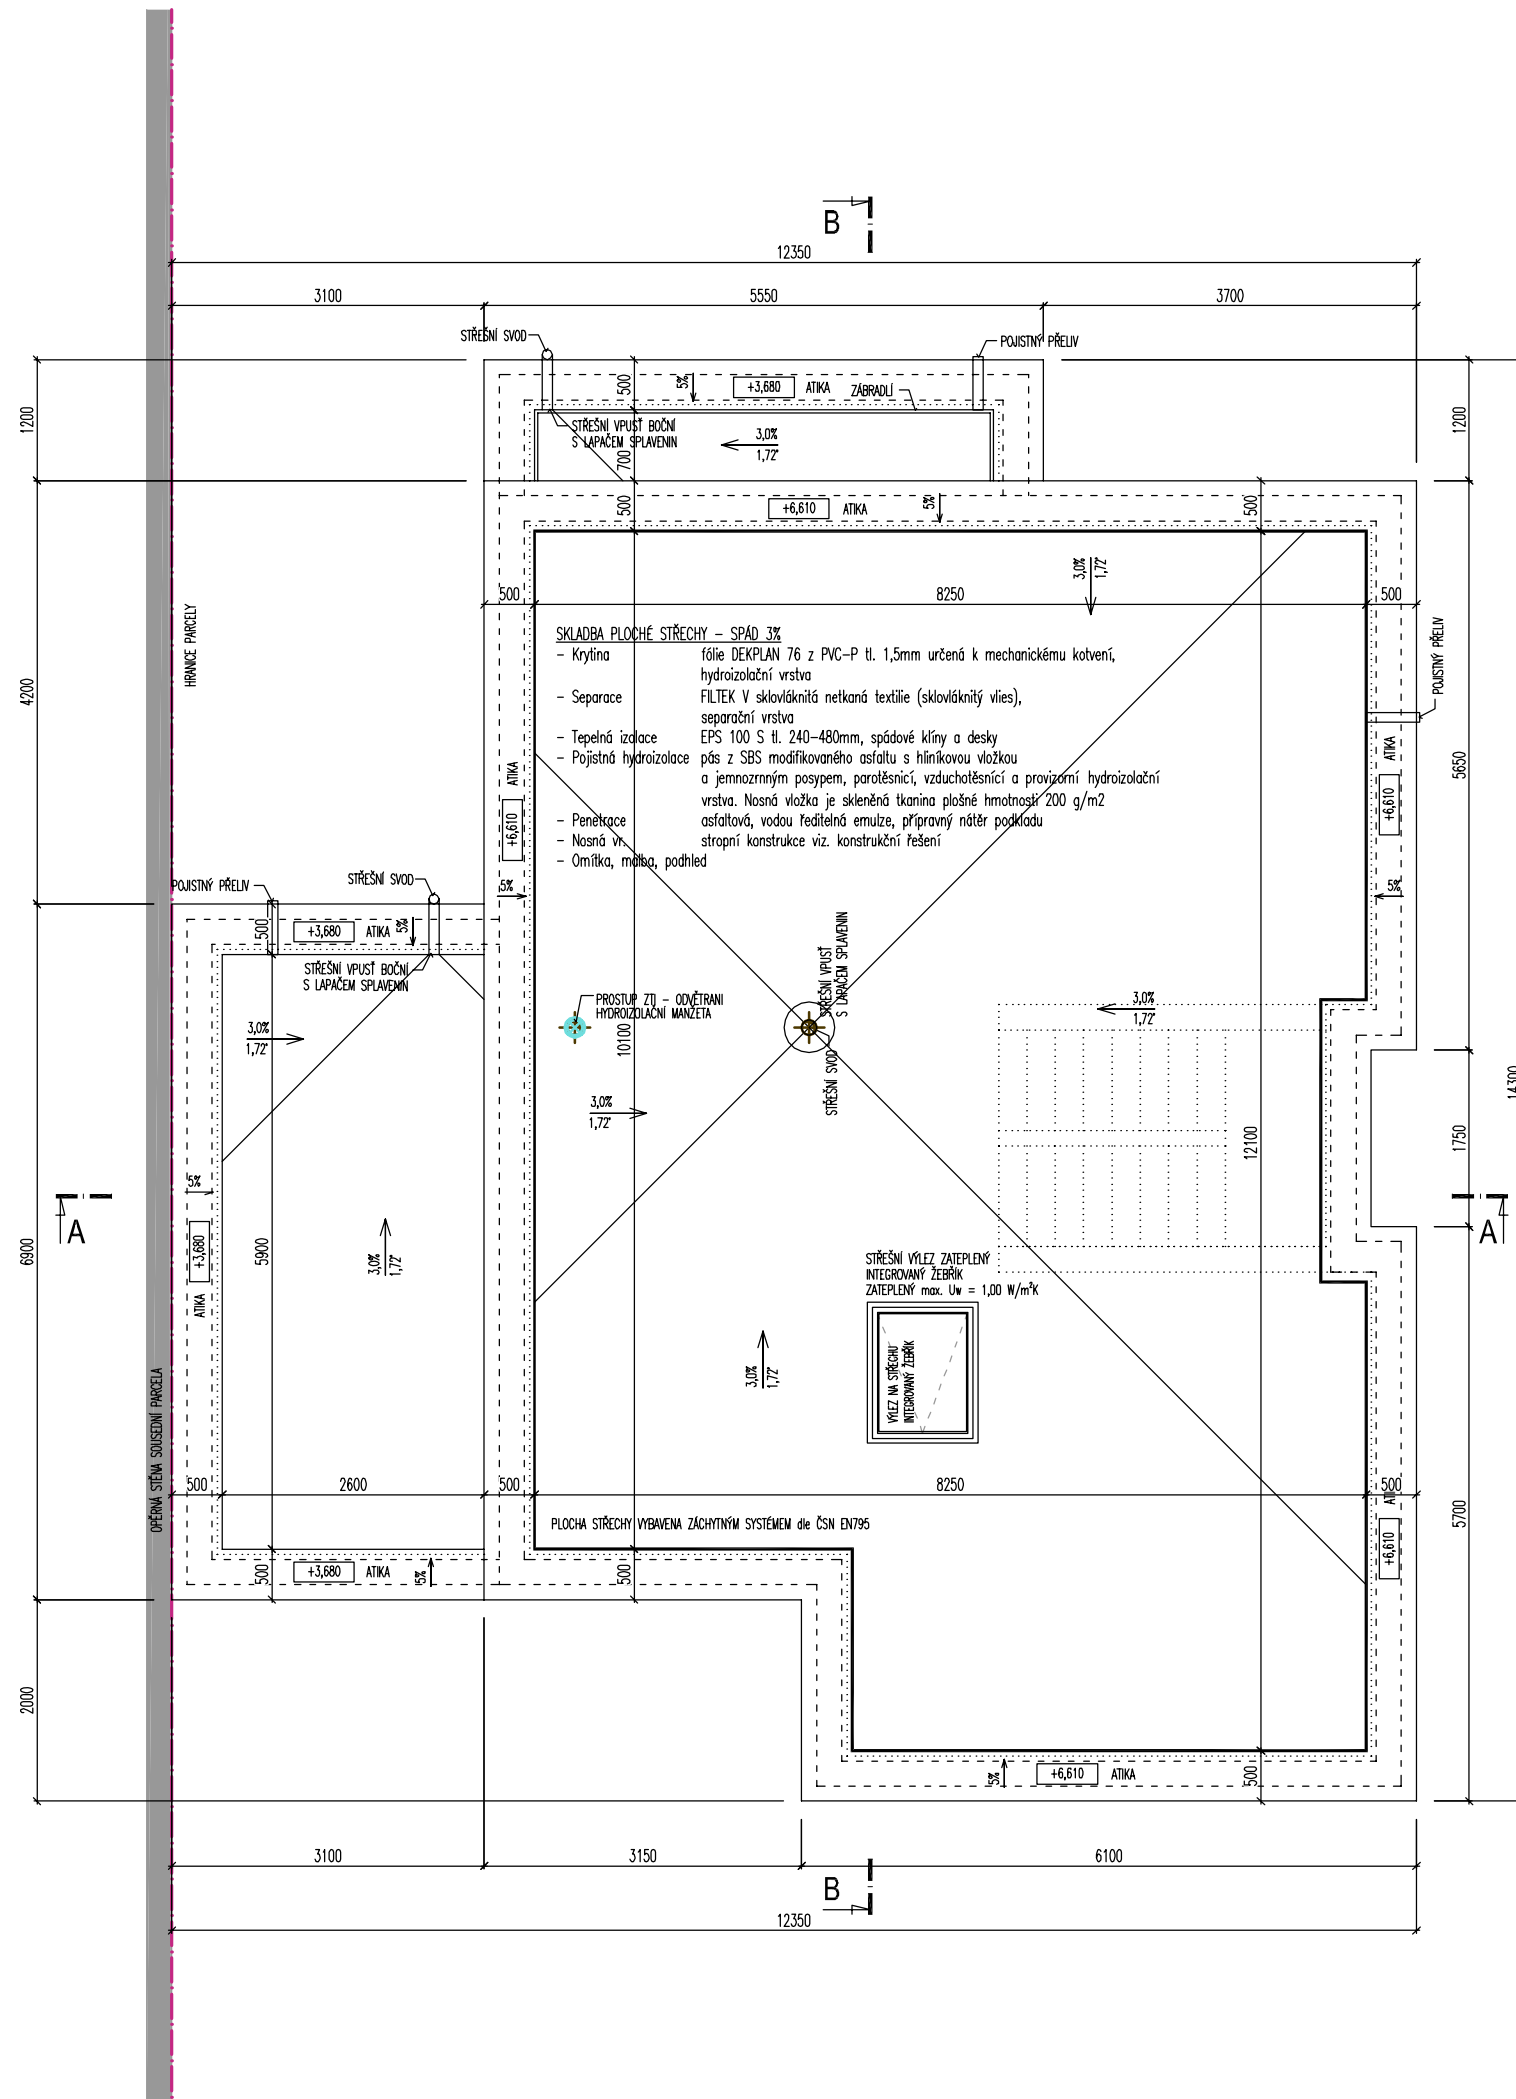 B
12350
3100
5550
3700
STŘEŠNÍ SVOD
POJISTNÝ PŘELIV
1200
500
5%
+3,680
ATIKA
ZÁBRADLÍ
1200
STŘEŠNÍ VPUSŤ BOČNÍ
S LAPAČEM SPLAVENIN
700
3,0%
1,72°
500
+6,610
ATIKA
5%
500
3,0%
1,72°
500
8250
500
HRANICE PARCELY
4200
SKLADBA PLOCHÉ STŘECHY – SPÁD 3%
– Krytina fólie DEKPLAN 76 z PVC-P tl. 1,5mm určená k mechanickému kotvení,
hydroizolační vrstva
– Separace FILTEK V sklovláknitá netkaná textilie (sklovláknitý vlies),
separační vrstva
– Tepelná izolace EPS 100 S tl. 240-480mm, spádové klíny a desky
– Pojistná hydroizolace pás z SBS modifikovaného asfaltu s hliníkovou vložkou
a jemnozrnným posypem, parotěsnicí, vzduchotěsnící a provizorní hydroizolační
vrstva. Nosná vložka je skleněná tkanina plošné hmotnosti 200 g/m2
– Penetrace asfaltová, vodou ředitelná emulze, přípravný nátěr podkladu
– Nosná vr. stropní konstrukce viz. konstrukční řešení
– Omítka, malba, podhled
POJISTNÝ PŘELIV
ATIKA
+6,610
5650
ATIKA
+6,610
5%
5%
POJISTNÝ PŘELIV
STŘEŠNÍ SVOD
500
+3,680
ATIKA
5%
STŘEŠNÍ VPUSŤ BOČNÍ
S LAPAČEM SPLAVENIN
STŘEŠNÍ VPUSŤ
S LAPAČEM SPLAVENIN
STŘEŠNÍ SVOD
PROSTUP ZTI – ODVĚTRANI
HYDROIZOLAČNÍ MANŽETA
10100
3,0%
1,72°
3,0%
1,72°
3,0%
1,72°
14300
1750
12100
5%
A
A
6900
+3,680
ATIKA
5900
3,0%
1,72°
STŘEŠNÍ VÝLEZ ZATEPLENÝ
INTEGROVANÝ ŽEBŘÍK
ZATEPLENÝ max. Uw = 1,00 W/m²K
VÝLEZ NA STŘECHU
INTEGROVANÝ ŽEBŘÍK
3,0%
1,72°
OPĚRNÁ STĚNA SOUSEDNÍ PARCELA
500
2600
500
8250
500
ATIKA
+6,610
5700
PLOCHA STŘECHY VYBAVENA ZÁCHYTNÝM SYSTÉMEM dle ČSN EN795
500
+3,680
ATIKA
5%
500
2000
5%
+6,610
ATIKA
500
3100
3150
6100
B
12350